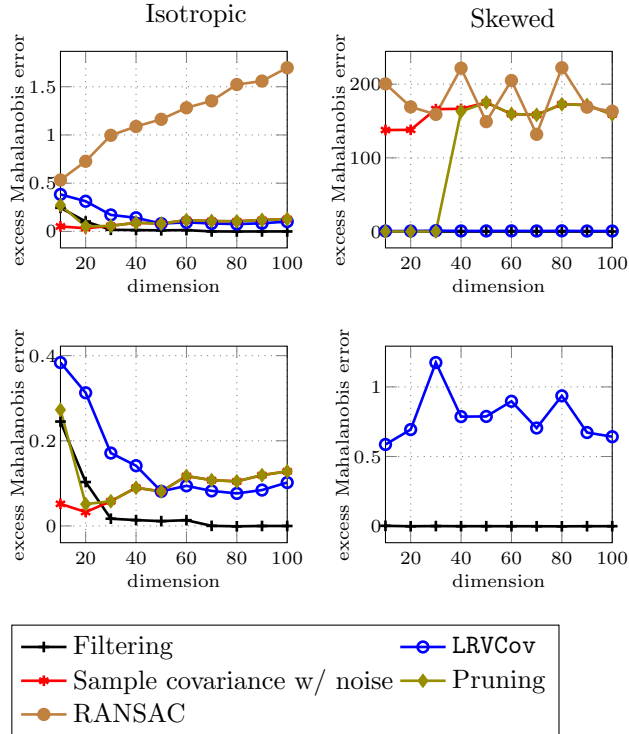 Isotropic
Skewed
excess Mahalanobis error
1.5
1
0.5
0
20 40 60 80 100
dimension
excess Mahalanobis error
200
100
0
20 40 60 80 100
dimension
excess Mahalanobis error
0.4
0.2
0
20 40 60 80 100
dimension
excess Mahalanobis error
1
0.5
0
20 40 60 80 100
dimension
Filtering
LRVCov
Sample covariance w/ noise
Pruning
RANSAC